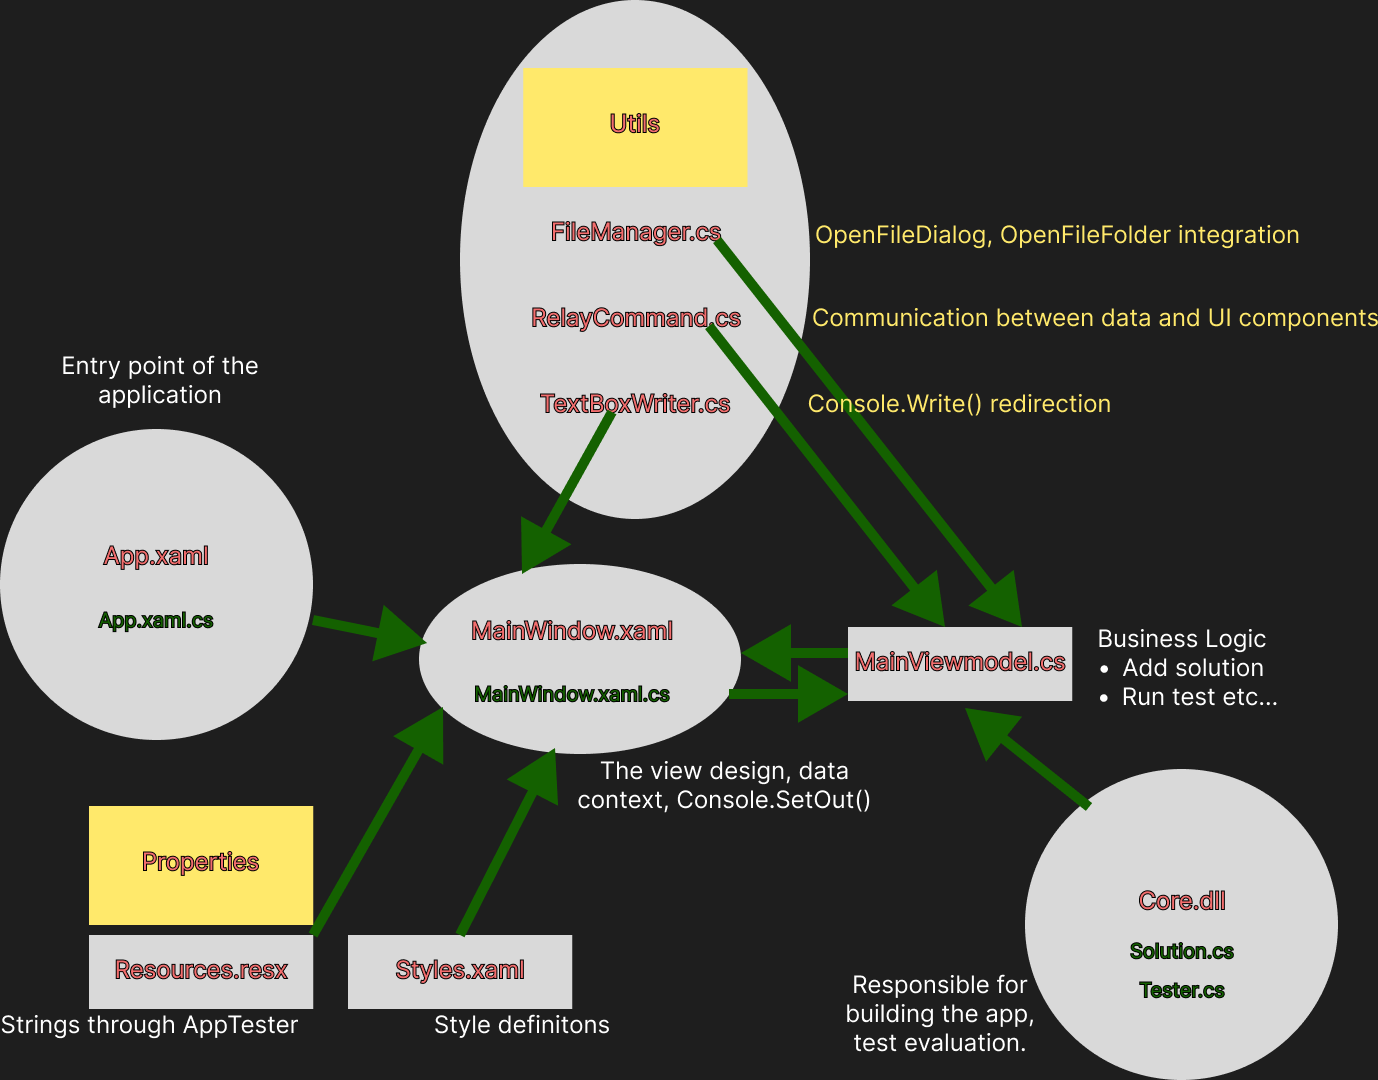 Utils
FileManager.cs
OpenFileDialog, OpenFileFolder integration
RelayCommand.cs
Communication between data and UI components
TextBoxWriter.cs
Console.Write() redirection
Entry point of the
application
App.xaml
App.xaml.cs
MainWindow.xaml
MainWindow.xaml.cs
MainViewmodel.cs
Business Logic
• Add solution
• Run test etc...
The view design, data
context, Console.SetOut()
Properties
Resources.resx
Strings through AppTester
Styles.xaml
Style definitons
Core.dll
Solution.cs
Tester.cs
Responsible for
building the app,
test evaluation.